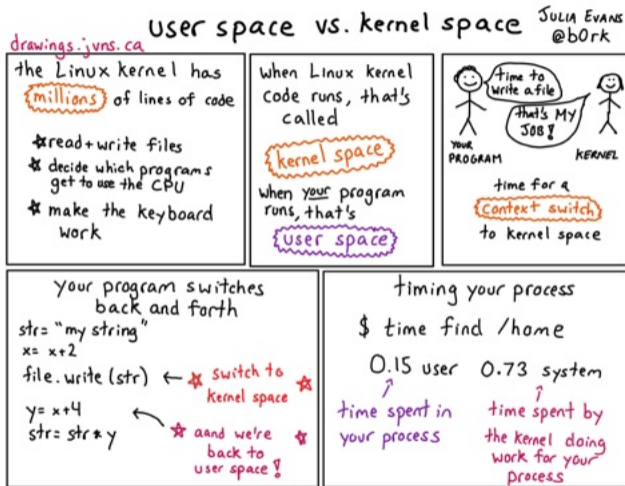 user space vs. kernel space
JULIA EVANS
@b0rk
drawings.jvns.ca
the Linux kernel has
millions of lines of code
★ read + write files
★ decide which programs
get to use the CPU
★ make the keyboard
work
when Linux kernel
code runs, that's
called
kernel space
when your program
runs, that's
user space
time to
write a file
that's MY
JOB!
YOUR
PROGRAM
KERNEL
time for a
context switch
to kernel space
your program switches
back and forth
str= "my string"
x= x+2
file.write (str) ← ★ switch to ★
kernel space
y= x+4
str= str * y
★ aand we're ★
back to
user space!
timing your process
$ time find /home
0.15 user 0.73 system
time spent in
your process
time spent by
the kernel doing
work for your
process